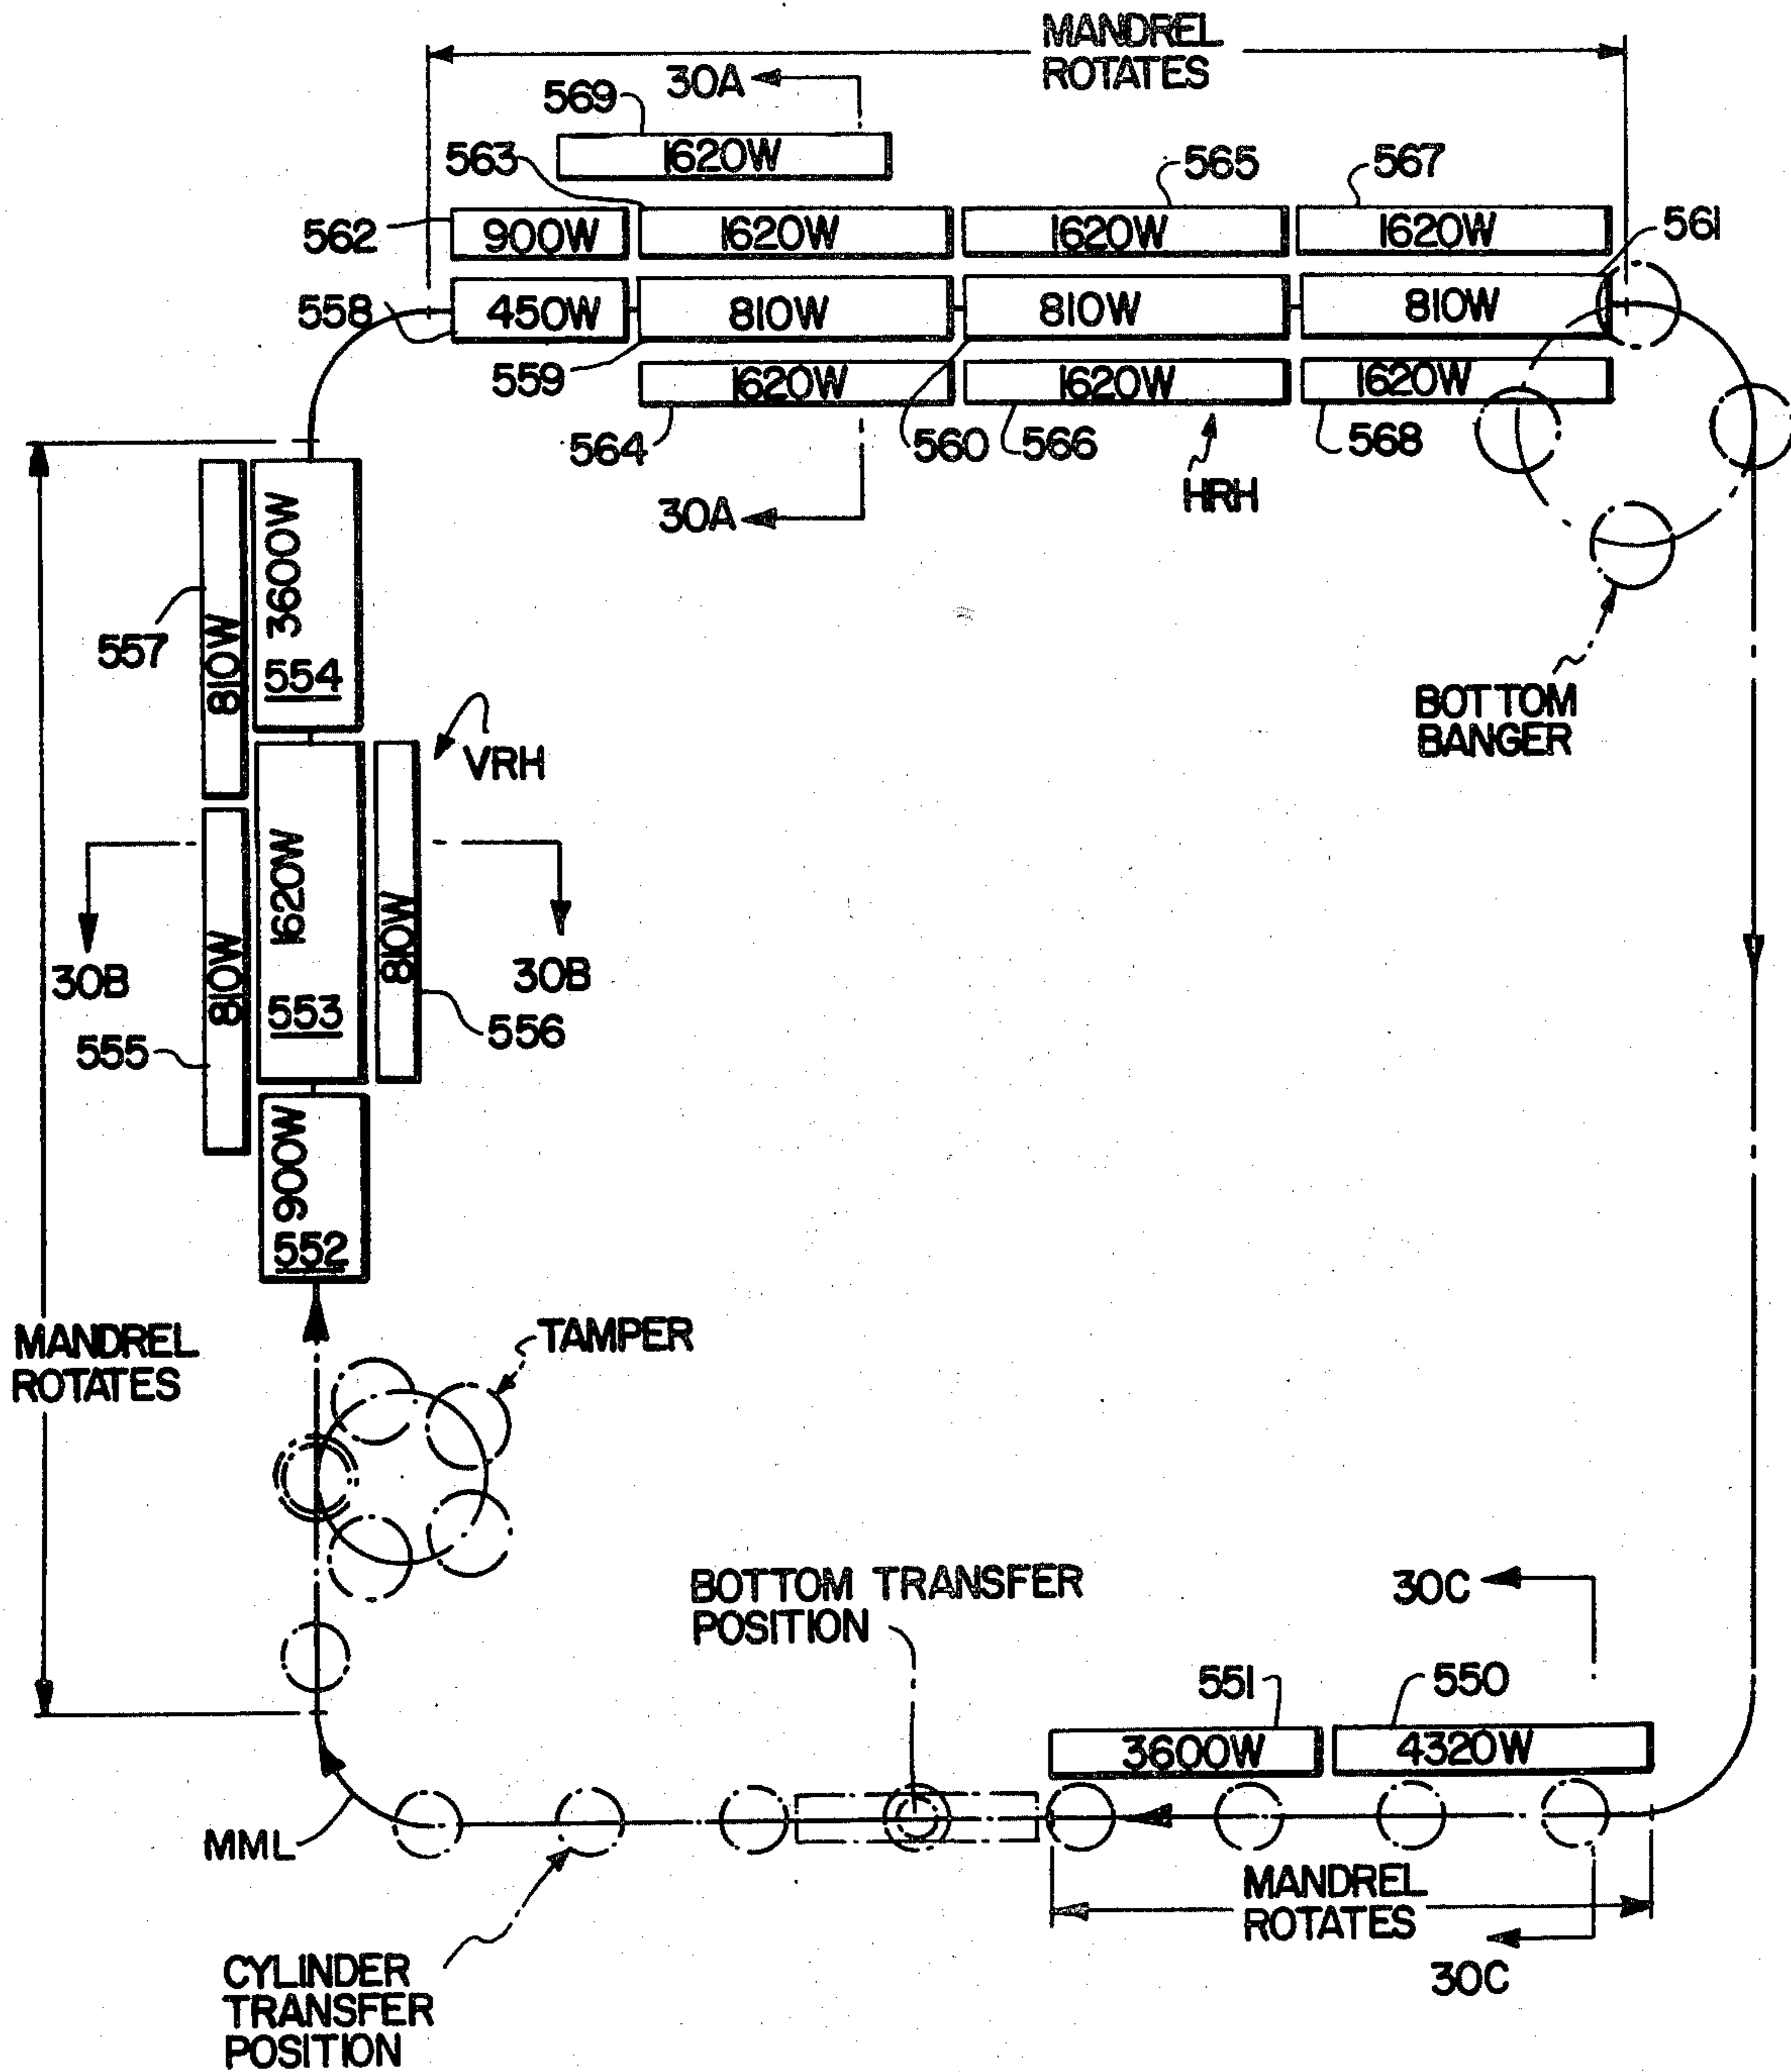 MANDREL
ROTATES
30A
569
1620W
563
565
567
562
900W
1620W
1620W
1620W
561
558
450W
810W
810W
810W
559
1620W
1620W
1620W
564
560
566
568
30A
HRH
557
810W
3600W
554
BOTTOM
BANGER
VRH
30B
810W
1620W
553
810W
30B
555
556
900W
552
MANDREL
ROTATES
TAMPER
BOTTOM TRANSFER
POSITION
30C
551
550
3600W
4320W
MML
MANDREL
ROTATES
30C
CYLINDER
TRANSFER
POSITION